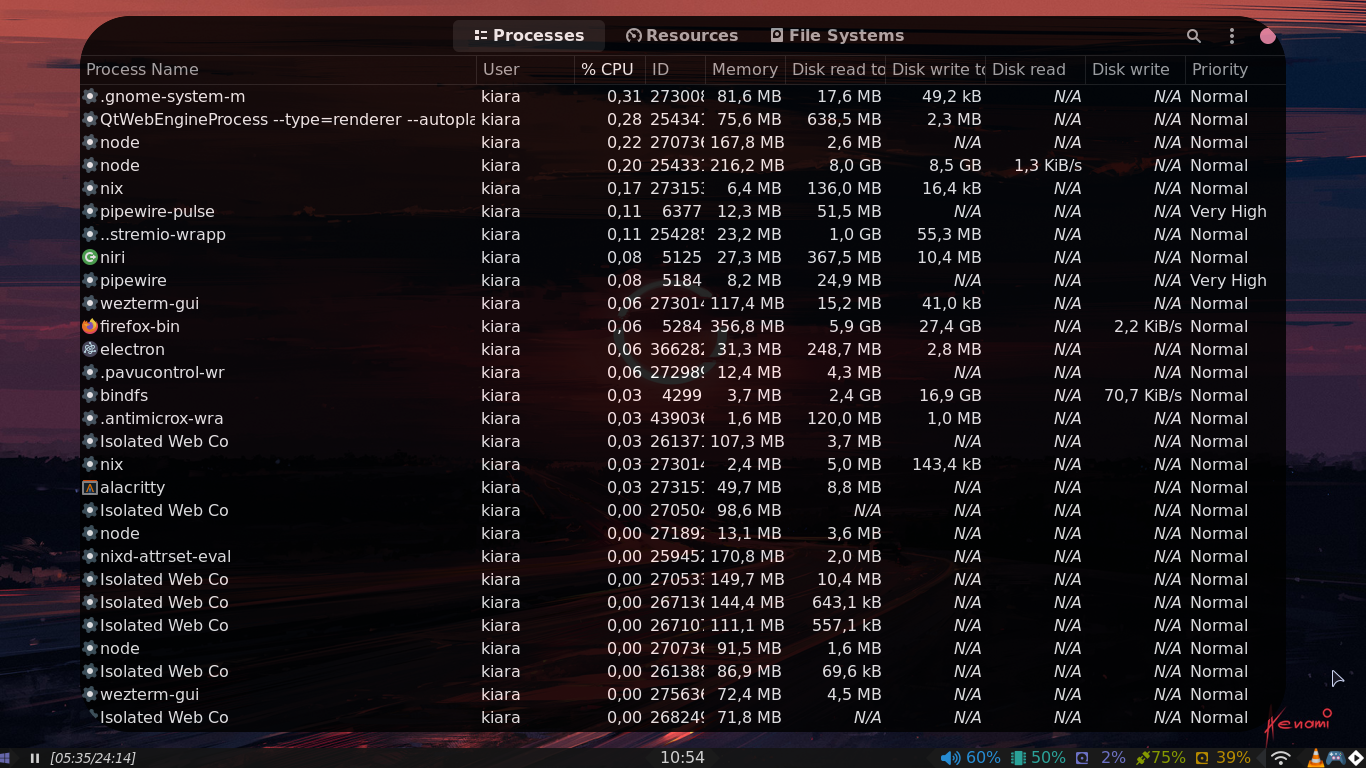 Processes Resources File Systems
Process Name User % CPU ID Memory Disk read to Disk write to Disk read Disk write Priority
.gnome-system-m kiara 0,31 273008 81,6 MB 17,6 MB 49,2 kB N/A N/A Normal
QtWebEngineProcess --type=renderer --autopla kiara 0,28 254341 75,6 MB 638,5 MB 2,3 MB N/A N/A Normal
node kiara 0,22 270736 167,8 MB 2,6 MB N/A N/A N/A Normal
node kiara 0,20 254331 216,2 MB 8,0 GB 8,5 GB 1,3 KiB/s N/A Normal
nix kiara 0,17 273153 6,4 MB 136,0 MB 16,4 kB N/A N/A Normal
pipewire-pulse kiara 0,11 6377 12,3 MB 51,5 MB N/A N/A N/A Very High
..stremio-wrapp kiara 0,11 254285 23,2 MB 1,0 GB 55,3 MB N/A N/A Normal
niri kiara 0,08 5125 27,3 MB 367,5 MB 10,4 MB N/A N/A Normal
pipewire kiara 0,08 5184 8,2 MB 24,9 MB N/A N/A N/A Very High
wezterm-gui kiara 0,06 273014 117,4 MB 15,2 MB 41,0 kB N/A N/A Normal
firefox-bin kiara 0,06 5284 356,8 MB 5,9 GB 27,4 GB N/A 2,2 KiB/s Normal
electron kiara 0,06 366282 31,3 MB 248,7 MB 2,8 MB N/A N/A Normal
.pavucontrol-wr kiara 0,06 272989 12,4 MB 4,3 MB N/A N/A N/A Normal
bindfs kiara 0,03 4299 3,7 MB 2,4 GB 16,9 GB N/A 70,7 KiB/s Normal
.antimicrox-wra kiara 0,03 439036 1,6 MB 120,0 MB 1,0 MB N/A N/A Normal
Isolated Web Co kiara 0,03 261371 107,3 MB 3,7 MB N/A N/A N/A Normal
nix kiara 0,03 273014 2,4 MB 5,0 MB 143,4 kB N/A N/A Normal
alacritty kiara 0,03 273151 49,7 MB 8,8 MB N/A N/A N/A Normal
Isolated Web Co kiara 0,00 270504 98,6 MB N/A N/A N/A N/A Normal
node kiara 0,00 271892 13,1 MB 3,6 MB N/A N/A N/A Normal
nixd-attrset-eval kiara 0,00 259452 170,8 MB 2,0 MB N/A N/A N/A Normal
Isolated Web Co kiara 0,00 270533 149,7 MB 10,4 MB N/A N/A N/A Normal
Isolated Web Co kiara 0,00 267136 144,4 MB 643,1 kB N/A N/A N/A Normal
Isolated Web Co kiara 0,00 267107 111,1 MB 557,1 kB N/A N/A N/A Normal
node kiara 0,00 270736 91,5 MB 1,6 MB N/A N/A N/A Normal
Isolated Web Co kiara 0,00 261388 86,9 MB 69,6 kB N/A N/A N/A Normal
wezterm-gui kiara 0,00 275636 72,4 MB 4,5 MB N/A N/A N/A Normal
Isolated Web Co kiara 0,00 268249 71,8 MB N/A N/A N/A N/A Normal
[05:35/24:14] 10:54 60% 50% 2% 75% 39%